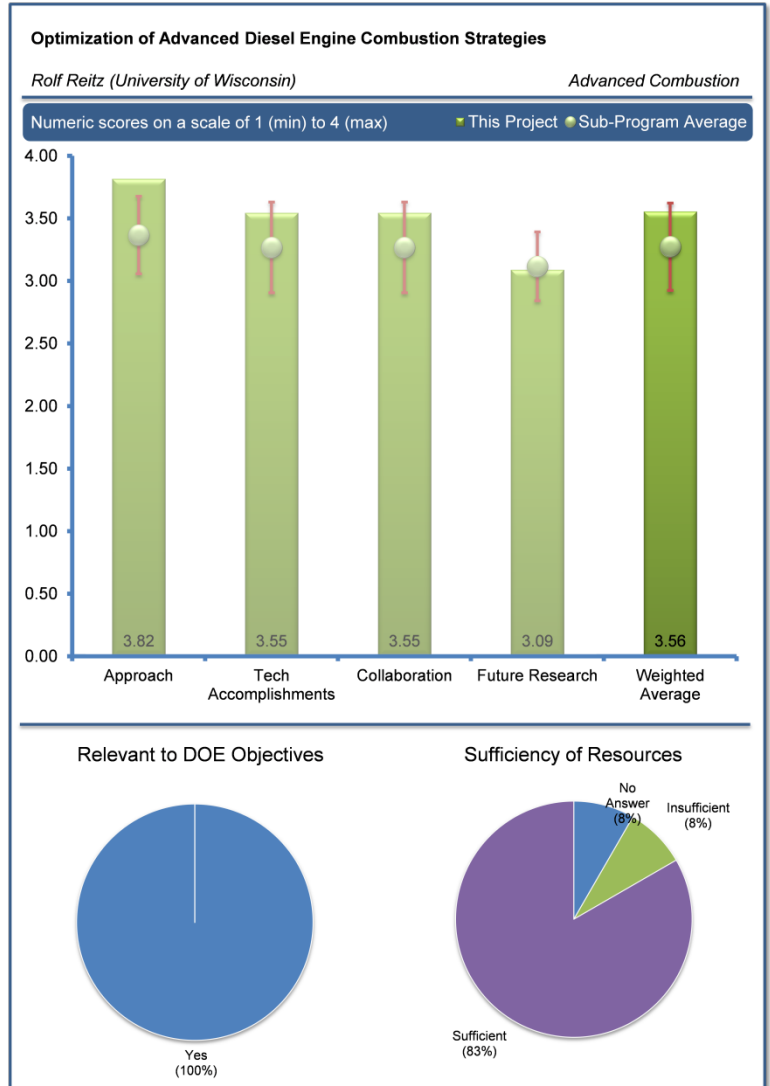 Optimization of Advanced Diesel Engine Combustion Strategies
Rolf Reitz (University of Wisconsin) Advanced Combustion
Numeric scores on a scale of 1 (min) to 4 (max) This Project Sub-Program Average
4.00
3.50
3.00
2.50
2.00
1.50
1.00
0.50
0.00
3.82 3.55 3.55 3.09 3.56
Approach Tech Collaboration Future Research Weighted
Accomplishments Average
Relevant to DOE Objectives Sufficiency of Resources
No
Answer
(8%)
Insufficient
(8%)
Sufficient
(83%)
Yes
(100%)